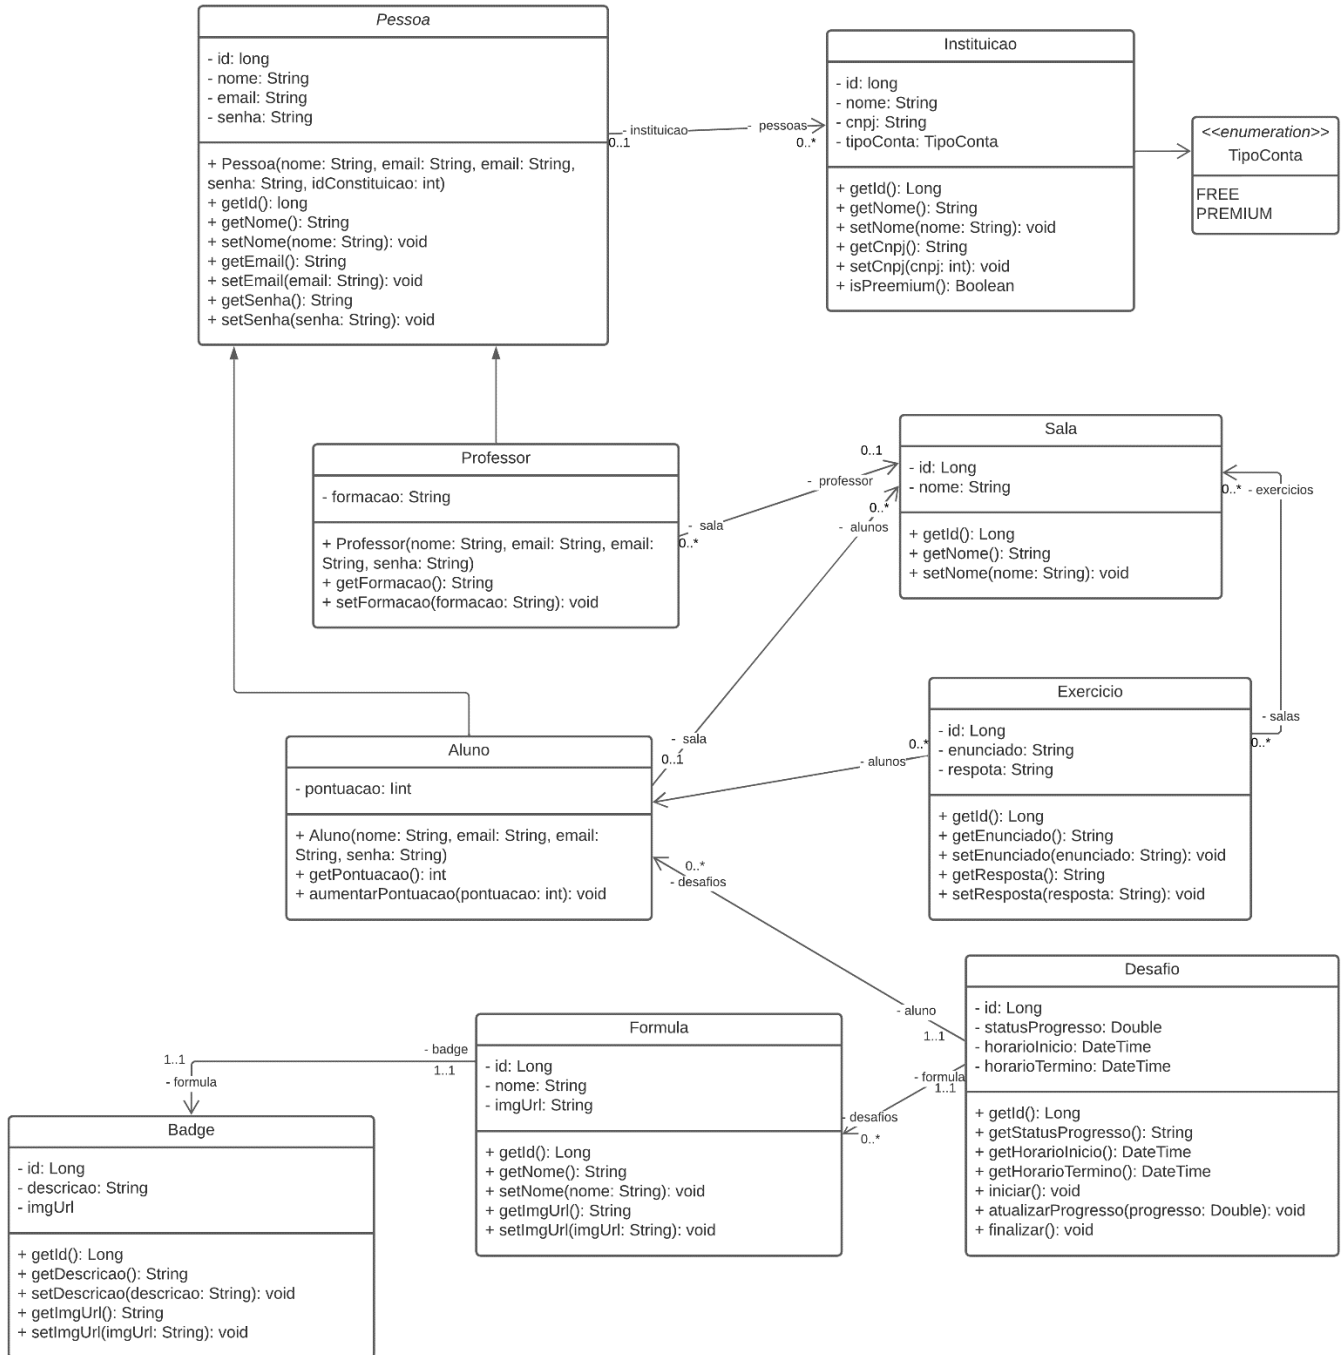 Pessoa
- id: long
- nome: String
- email: String
- senha: String
+ Pessoa(nome: String, email: String, email: String,
senha: String, idConstituicao: int)
+ getId(): long
+ getNome(): String
+ setNome(nome: String): void
+ getEmail(): String
+ setEmail(email: String): void
+ getSenha(): String
+ setSenha(senha: String): void
- instituicao
0..1
- pessoas
0..*
Instituicao
- id: long
- nome: String
- cnpj: String
- tipoConta: TipoConta
+ getId(): Long
+ getNome(): String
+ setNome(nome: String): void
+ getCnpj(): String
+ setCnpj(cnpj: int): void
+ isPreemium(): Boolean
<<enumeration>>
TipoConta
FREE
PREMIUM
Professor
- formacao: String
+ Professor(nome: String, email: String, email:
String, senha: String)
+ getFormacao(): String
+ setFormacao(formacao: String): void
- sala
0..*
0..1
- professor
0..*
- alunos
Sala
- id: Long
- nome: String
+ getId(): Long
+ getNome(): String
+ setNome(nome: String): void
0..*
- exercicios
- salas
0..*
Aluno
- pontuacao: Iint
+ Aluno(nome: String, email: String, email:
String, senha: String)
+ getPontuacao(): int
+ aumentarPontuacao(pontuacao: int): void
- sala
0..1
0..*
- alunos
Exercicio
- id: Long
- enunciado: String
- respota: String
+ getId(): Long
+ getEnunciado(): String
+ setEnunciado(enunciado: String): void
+ getResposta(): String
+ setResposta(resposta: String): void
0..*
- desafios
- aluno
1..1
Desafio
- id: Long
- statusProgresso: Double
- horarioInicio: DateTime
- horarioTermino: DateTime
+ getId(): Long
+ getStatusProgresso(): String
+ getHorarioInicio(): DateTime
+ getHorarioTermino(): DateTime
+ iniciar(): void
+ atualizarProgresso(progresso: Double): void
+ finalizar(): void
- formula
1..1
- desafios
0..*
Formula
- id: Long
- nome: String
- imgUrl: String
+ getId(): Long
+ getNome(): String
+ setNome(nome: String): void
+ getImgUrl(): String
+ setImgUrl(imgUrl: String): void
- badge
1..1
1..1
- formula
Badge
- id: Long
- descricao: String
- imgUrl
+ getId(): Long
+ getDescricao(): String
+ setDescricao(descricao: String): void
+ getImgUrl(): String
+ setImgUrl(imgUrl: String): void